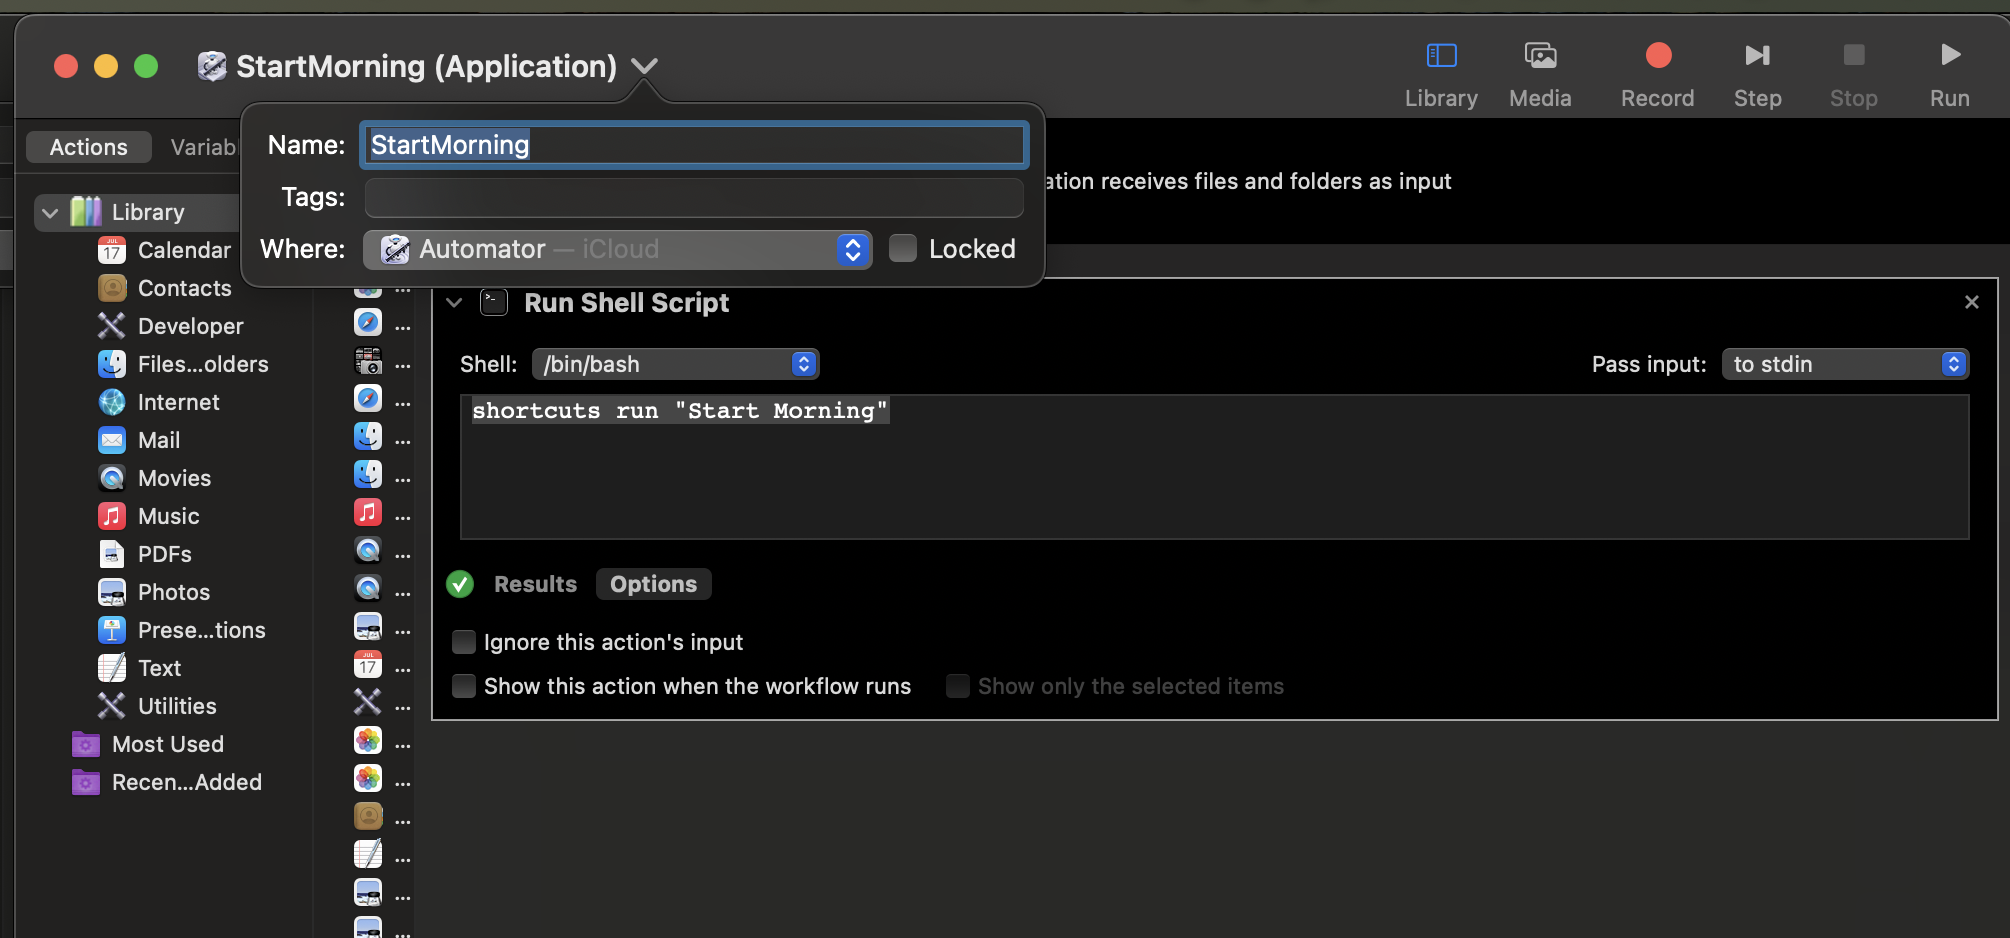 StartMorning (Application)
Library
Media
Record
Step
Stop
Run
Name: StartMorning
Tags:
Where: Automator — iCloud
Locked
Actions
ation receives files and folders as input
Library
Calendar
Contacts
Developer
Files...olders
Internet
Mail
Movies
Music
PDFs
Photos
Prese...tions
Text
Utilities
Most Used
Recen...Added
Run Shell Script
Shell: /bin/bash
Pass input: to stdin
shortcuts run "Start Morning"
Results
Options
Ignore this action's input
Show this action when the workflow runs
Show only the selected items